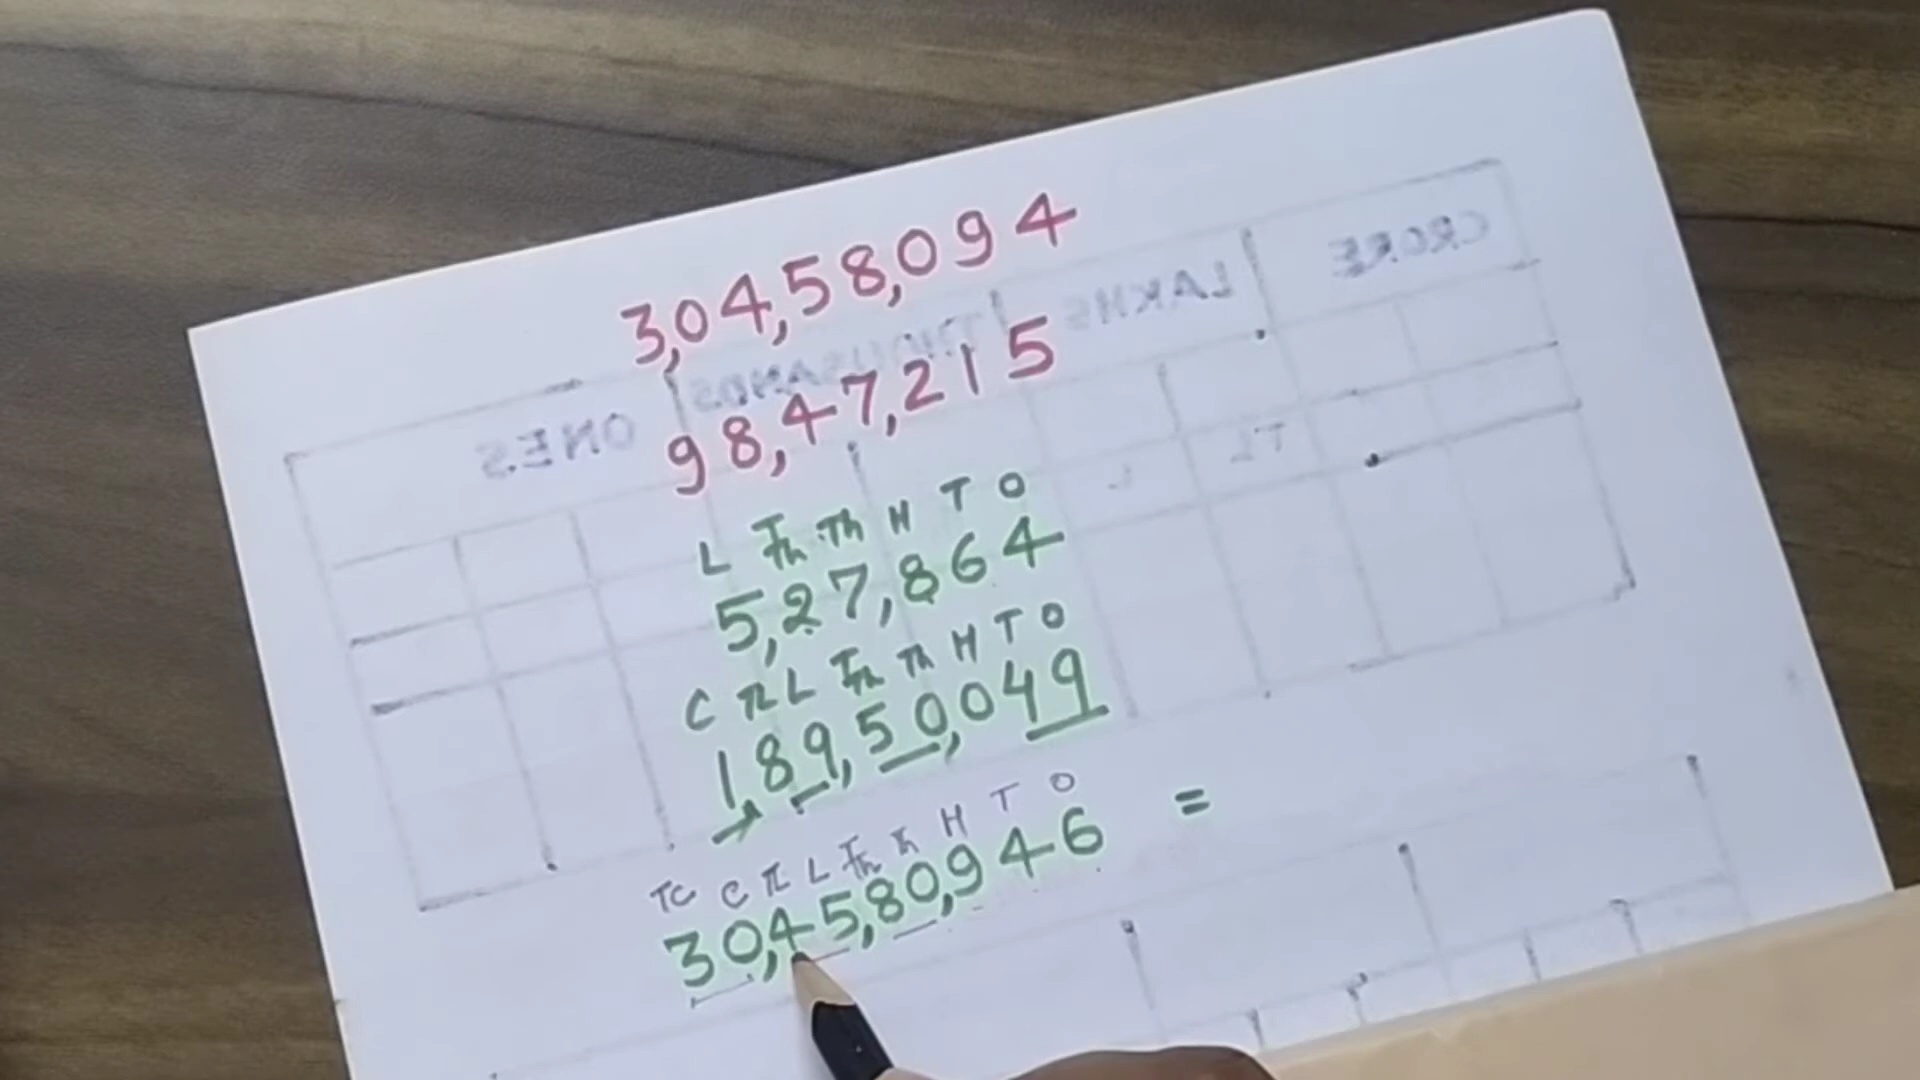 3,04,58,094
98,47,215
L TTh Th H T O
5,27,864
C TL L TTh Th H T O
1,89,50,049
TC C TL L TTh Th H T O
30,45,80,946 =
CRORE
LAKHS
THOUSANDS
ONES
TL
L